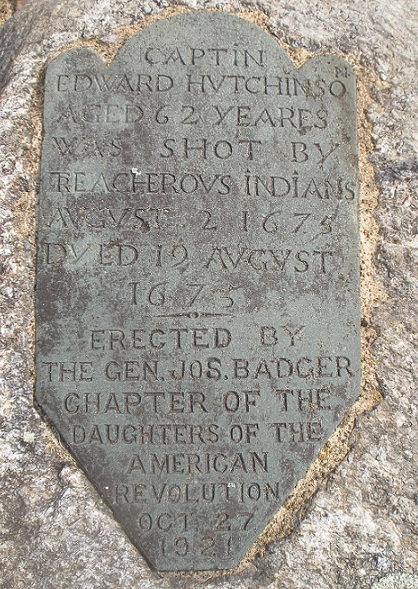 CAPTIN
EDWARD HVTCHINSON
AGED 62 YEARES
WAS SHOT BY
TREACHEROVS INDIANS
AVGVST 2 1675
DYED 19 AVGVST
1675
ERECTED BY
THE GEN. JOS. BADGER
CHAPTER OF THE
DAUGHTERS OF THE
AMERICAN
REVOLUTION
OCT. 27
1921